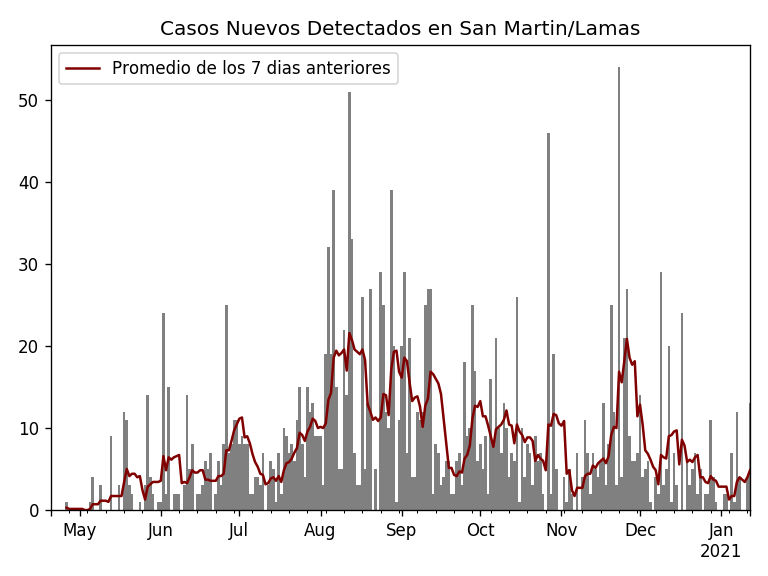 Casos Nuevos Detectados en San Martin/Lamas
Promedio de los 7 dias anteriores
50
40
30
20
10
0
May Jun Jul Aug Sep Oct Nov Dec Jan
2021